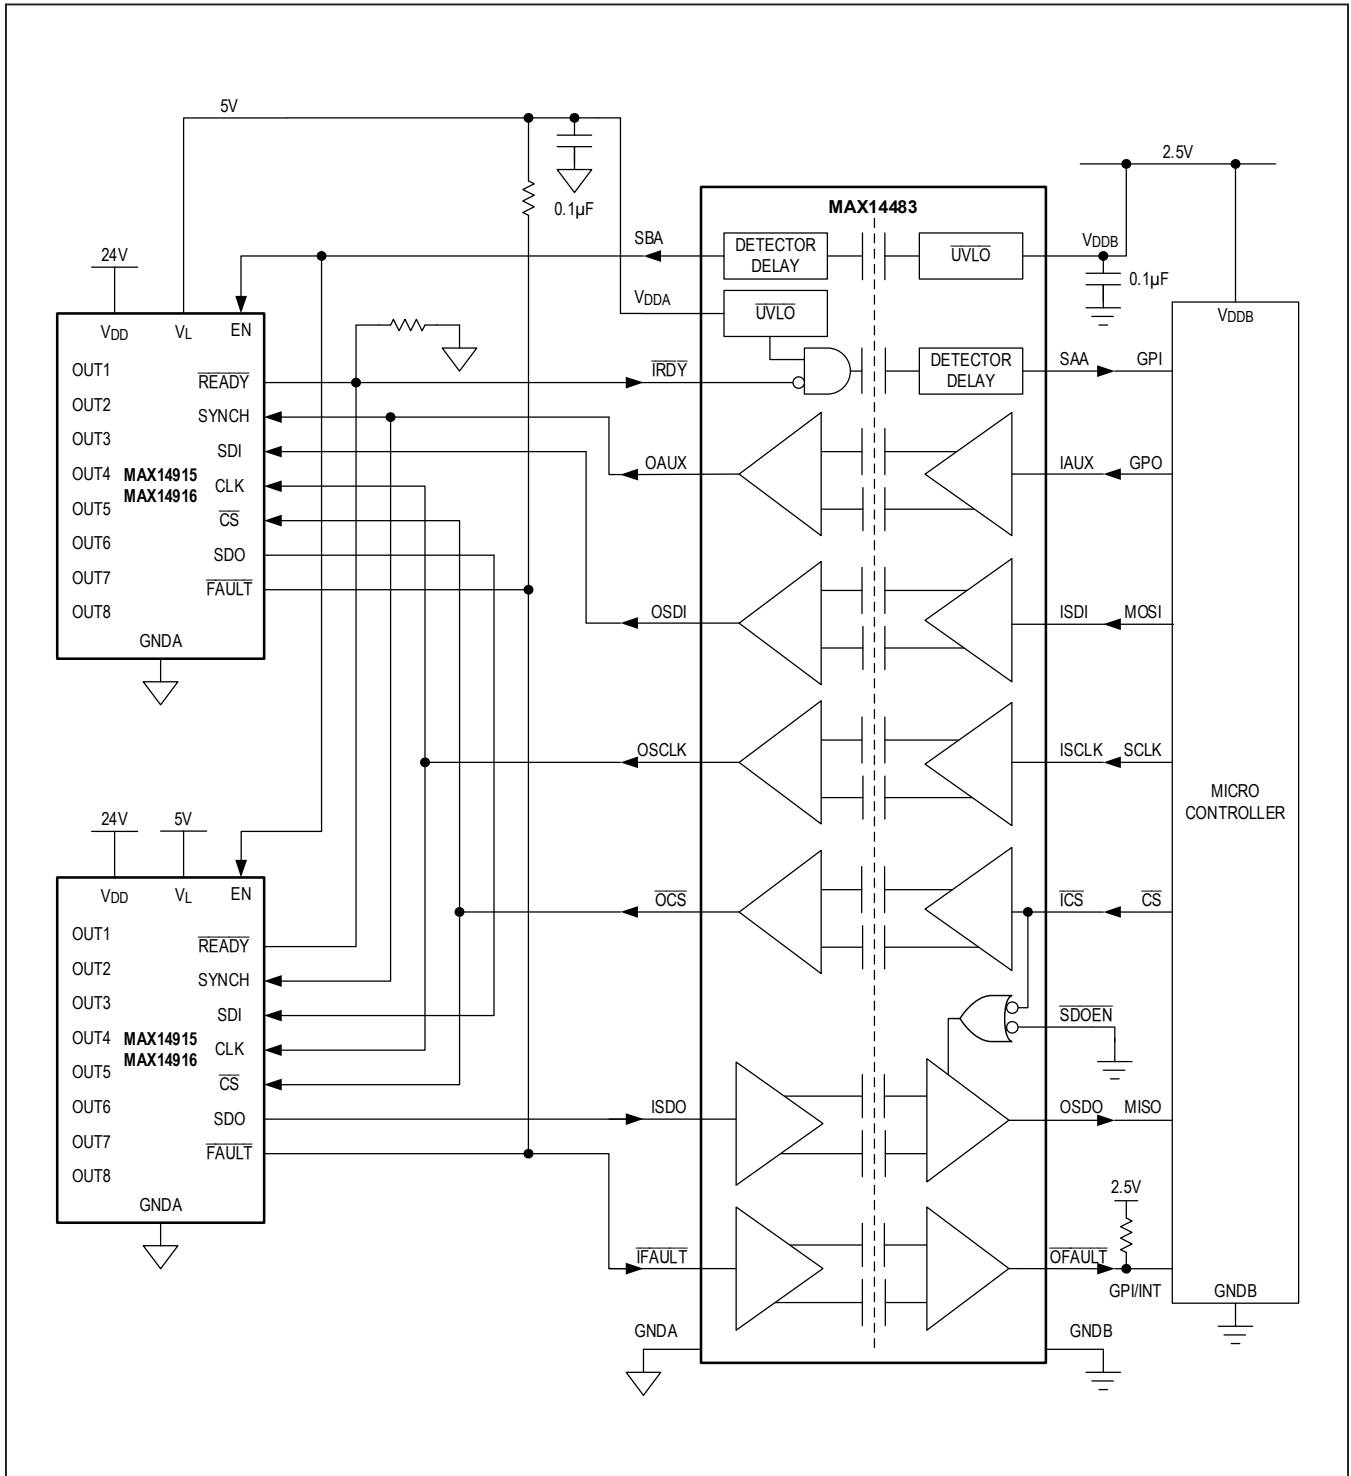 5V
2.5V
0.1µF
MAX14483
SBA
DETECTOR
DELAY
UVLO
VDDB
0.1µF
24V
VDDA
UVLO
VDDB
VDD
VL
EN
OUT1
OUT2
OUT3
OUT4
OUT5
OUT6
OUT7
OUT8
MAX14915
MAX14916
READY
SYNCH
SDI
CLK
CS
SDO
FAULT
GNDA
IRDY
DETECTOR
DELAY
SAA
GPI
OAUX
IAUX
GPO
OSDI
ISDI
MOSI
OSCLK
ISCLK
SCLK
MICRO
CONTROLLER
24V
5V
VDD
VL
EN
OUT1
OUT2
OUT3
OUT4
OUT5
OUT6
OUT7
OUT8
MAX14915
MAX14916
READY
SYNCH
SDI
CLK
CS
SDO
FAULT
GNDA
OCS
ICS
CS
SDOEN
ISDO
OSDO
MISO
2.5V
IFAULT
OFAULT
GPI/INT
GNDB
GNDA
GNDB